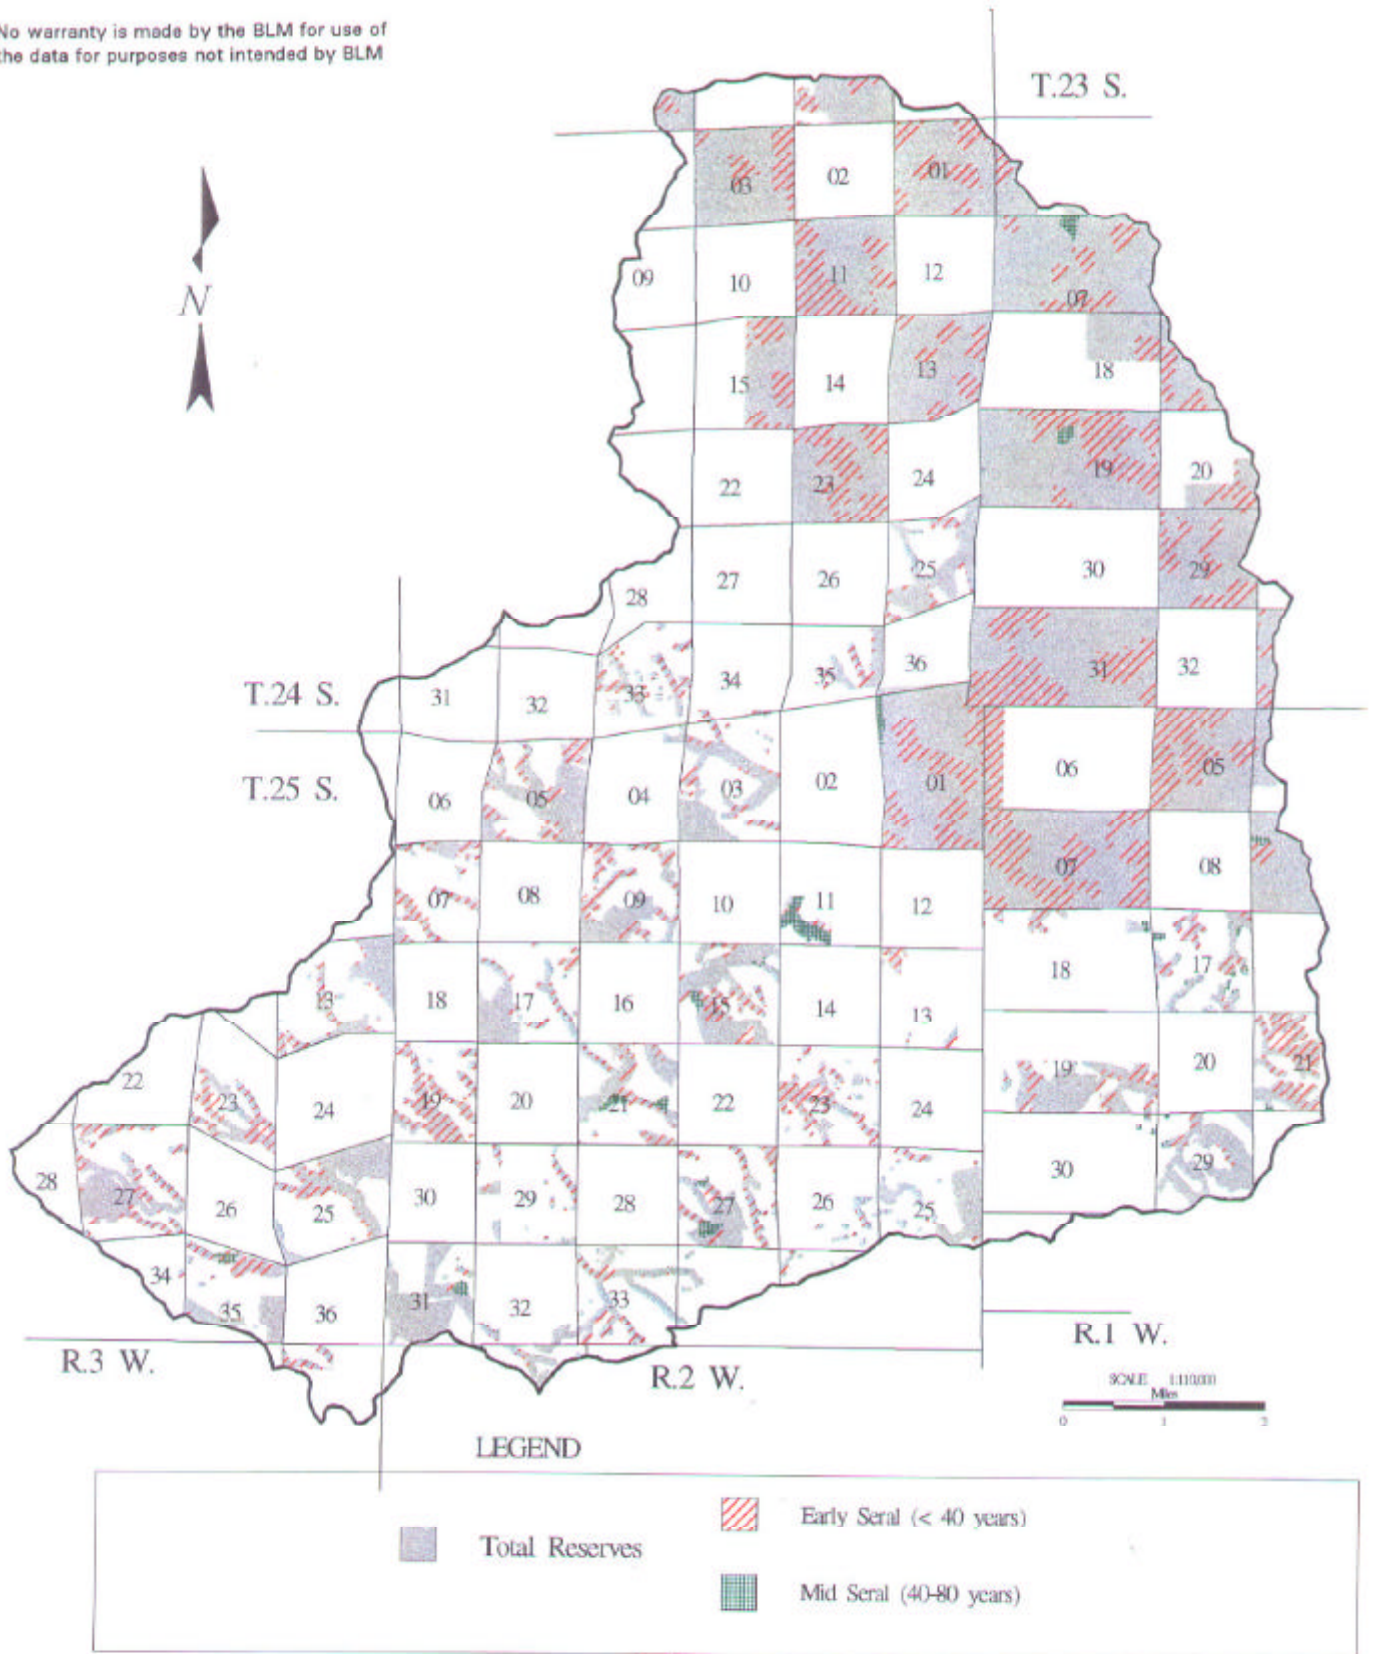 No warranty is made by the BLM for use of
the data for purposes not intended by BLM
T.23 S.
03 02 01
N
09 10 11 12 07
15 14 13 18
22 23 24 19 20
27 26 25 30 29
28
T.24 S.
31 32 33 34 35 36 31 32
T.25 S.
06 05 04 03 02 01 06 05
07 08 09 10 11 12 07 08
13 18 17 16 15 14 13 18 17
22 23 24 19 20 21 22 23 24 19 20 21
28 27 26 25 30 29 28 27 26 25 30 29
34 35 36 31 32 33
R.3 W.
R.2 W.
R.1 W.
SCALE 1:110,000
Miles
0 1 2
LEGEND
Total Reserves
Early Seral (< 40 years)
Mid Seral (40-80 years)